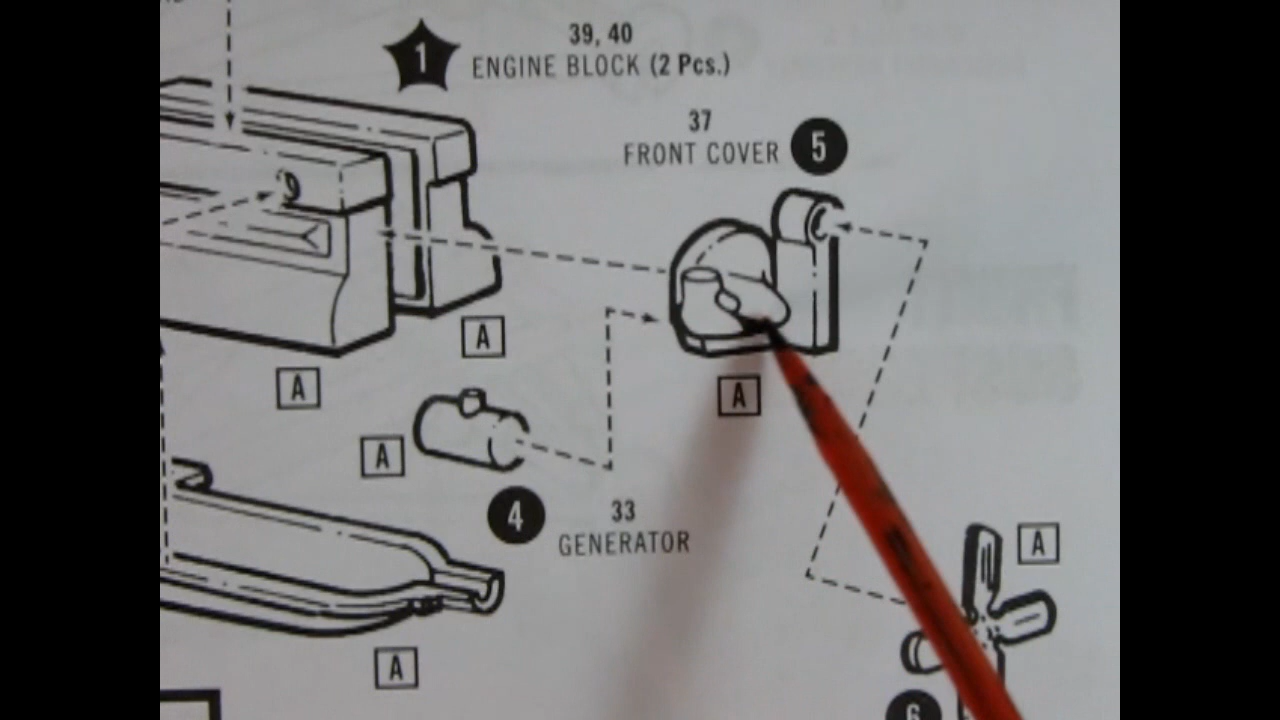 39, 40
1
ENGINE BLOCK (2 Pcs.)
37
FRONT COVER
5
A
A
A
A
4
33
GENERATOR
A
A
6